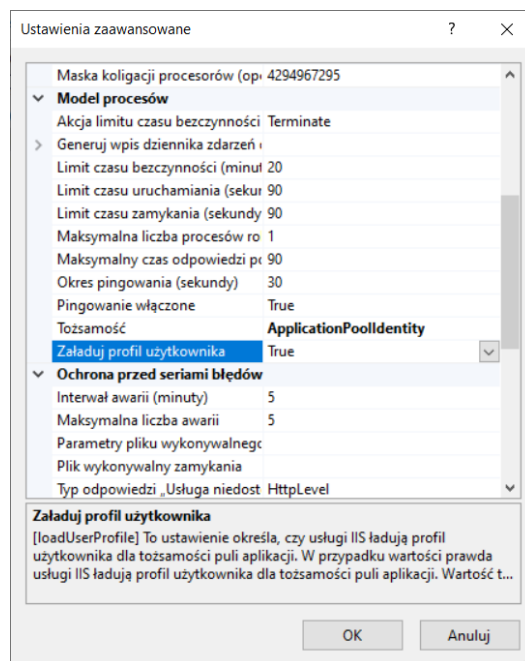 Ustawienia zaawansowane ? ×
Maska koligacji procesorów (op 4294967295
Model procesów
Akcja limitu czasu bezczynności Terminate
Generuj wpis dziennika zdarzeń
Limit czasu bezczynności (minut 20
Limit czasu uruchamiania (sekur 90
Limit czasu zamykania (sekundy 90
Maksymalna liczba procesów ro 1
Maksymalny czas odpowiedzi po 90
Okres pingowania (sekundy) 30
Pingowanie włączone True
Tożsamość ApplicationPoolIdentity
Załaduj profil użytkownika True
Ochrona przed seriami błędów
Interwał awarii (minuty) 5
Maksymalna liczba awarii 5
Parametry pliku wykonywalnego
Plik wykonywalny zamykania
Typ odpowiedzi „Usługa niedost HttpLevel
Załaduj profil użytkownika
[loadUserProfile] To ustawienie określa, czy usługi IIS ładują profil
użytkownika dla tożsamości puli aplikacji. W przypadku wartości prawda
usługi IIS ładują profil użytkownika dla tożsamości puli aplikacji. Wartość t...
OK Anuluj